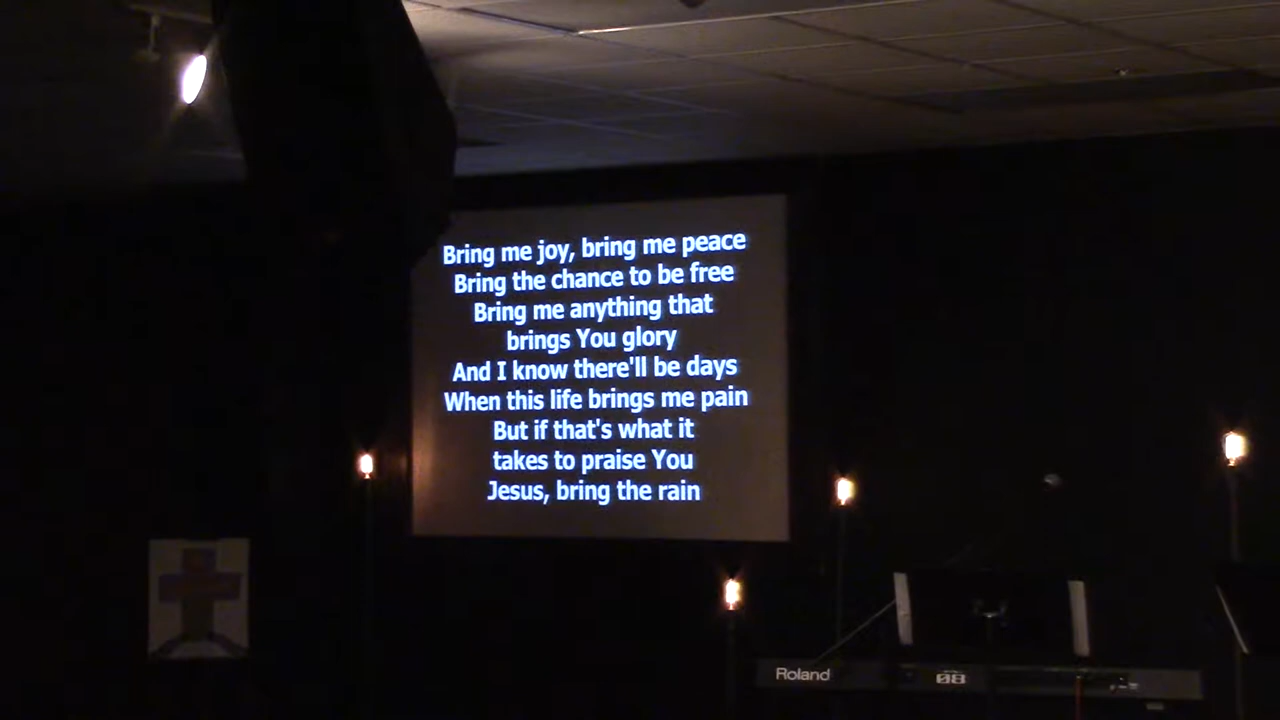 Bring me joy, bring me peace
Bring the chance to be free
Bring me anything that
brings You glory
And I know there'll be days
When this life brings me pain
But if that's what it
takes to praise You
Jesus, bring the rain
Roland